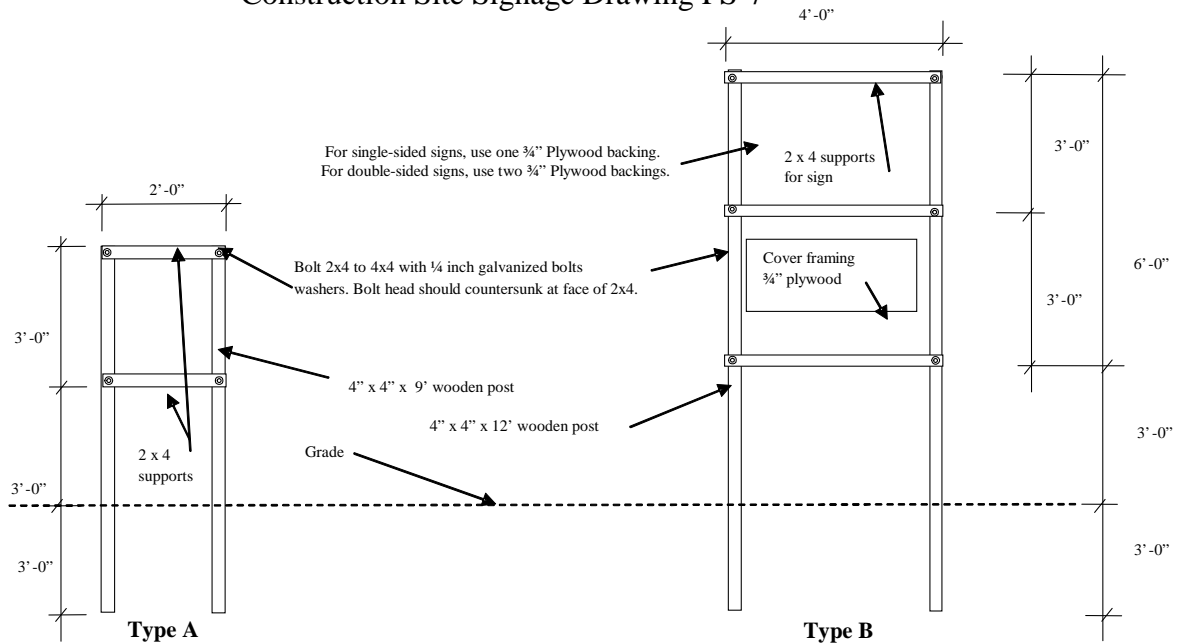 Construction Site Signage Drawing PS-7
4’-0”
For single-sided signs, use one ¾” Plywood backing.
For double-sided signs, use two ¾” Plywood backings.
2 x 4 supports
for sign
3’-0”
2’-0”
Bolt 2x4 to 4x4 with ¼ inch galvanized bolts
washers. Bolt head should countersunk at face of 2x4.
Cover framing
¾” plywood
6’-0”
3’-0”
3’-0”
4” x 4” x 9’ wooden post
4” x 4” x 12’ wooden post
3’-0”
2 x 4
supports
Grade
3’-0”
3’-0”
3’-0”
Type A
Type B